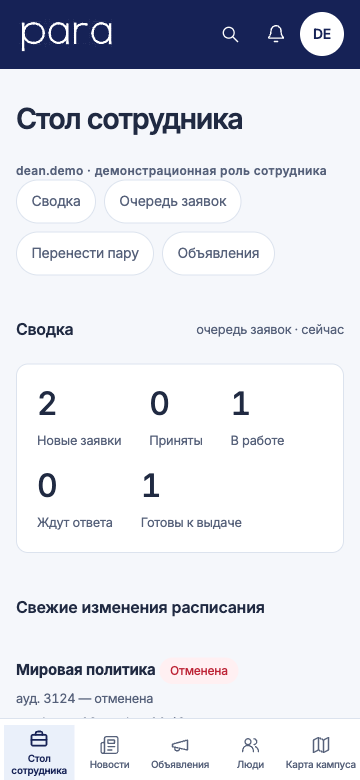 para
DE
Стол сотрудника
dean.demo · демонстрационная роль сотрудника
Сводка
Очередь заявок
Перенести пару
Объявления
Сводка
очередь заявок · сейчас
2
0
1
Новые заявки
Приняты
В работе
0
1
Ждут ответа
Готовы к выдаче
Свежие изменения расписания
Мировая политика
Отменена
ауд. 3124 — отменена
Стол сотрудника
Новости
Объявления
Люди
Карта кампуса